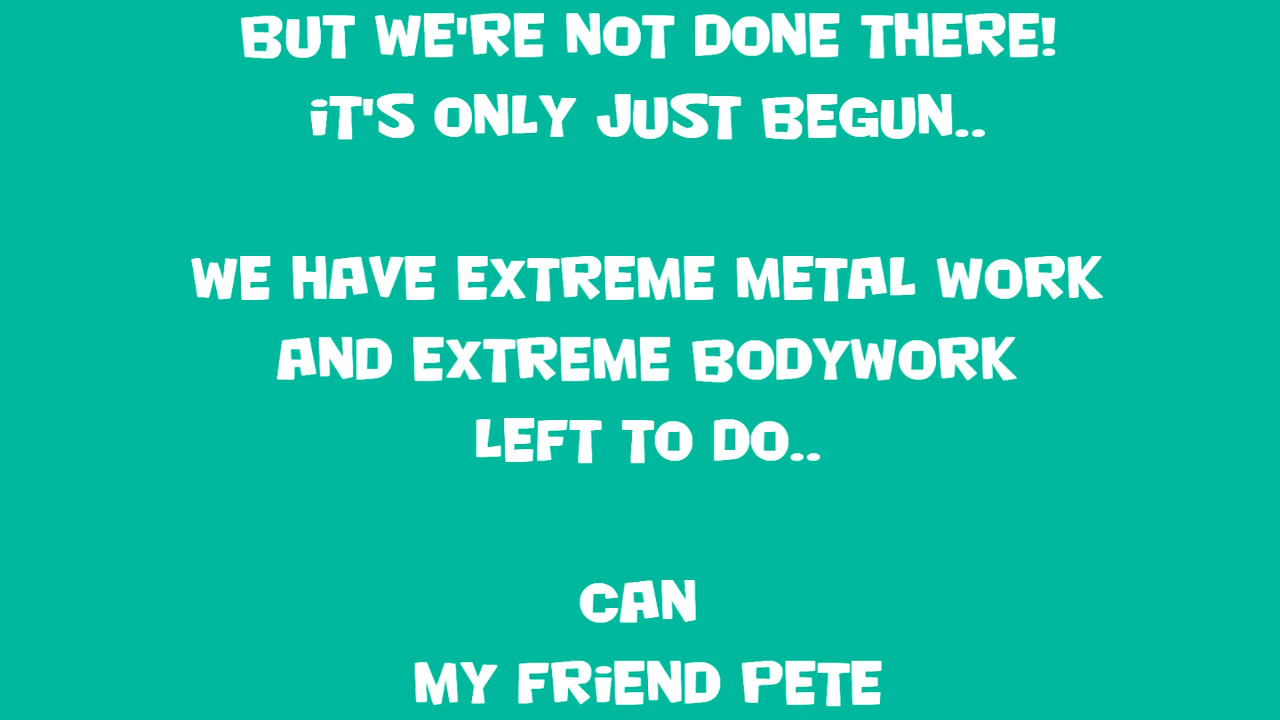 BUT WE'RE NOT DONE THERE!
iT'S ONLY JUST BEGUN..
WE HAVE EXTREME METAL WORK
AND EXTREME BODYWORK
LEFT TO DO..
CAN
MY FRiEND PETE